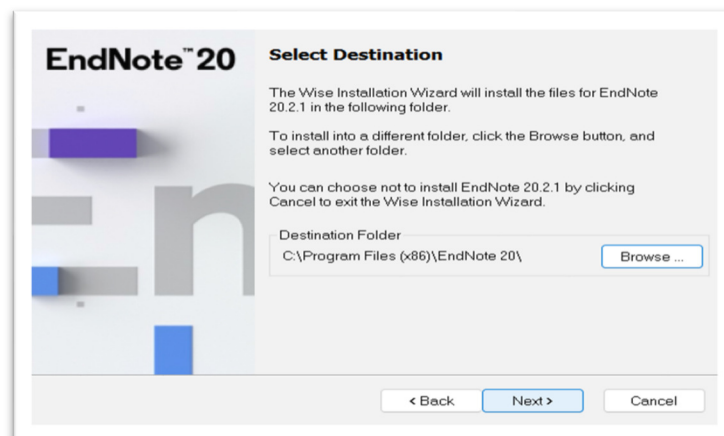 EndNote™ 20
Select Destination
The Wise Installation Wizard will install the files for EndNote
20.2.1 in the following folder.
To install into a different folder, click the Browse button, and
select another folder.
You can choose not to install EndNote 20.2.1 by clicking
Cancel to exit the Wise Installation Wizard.
Destination Folder
C:\Program Files (x86)\EndNote 20\
Browse ...
< Back
Next >
Cancel